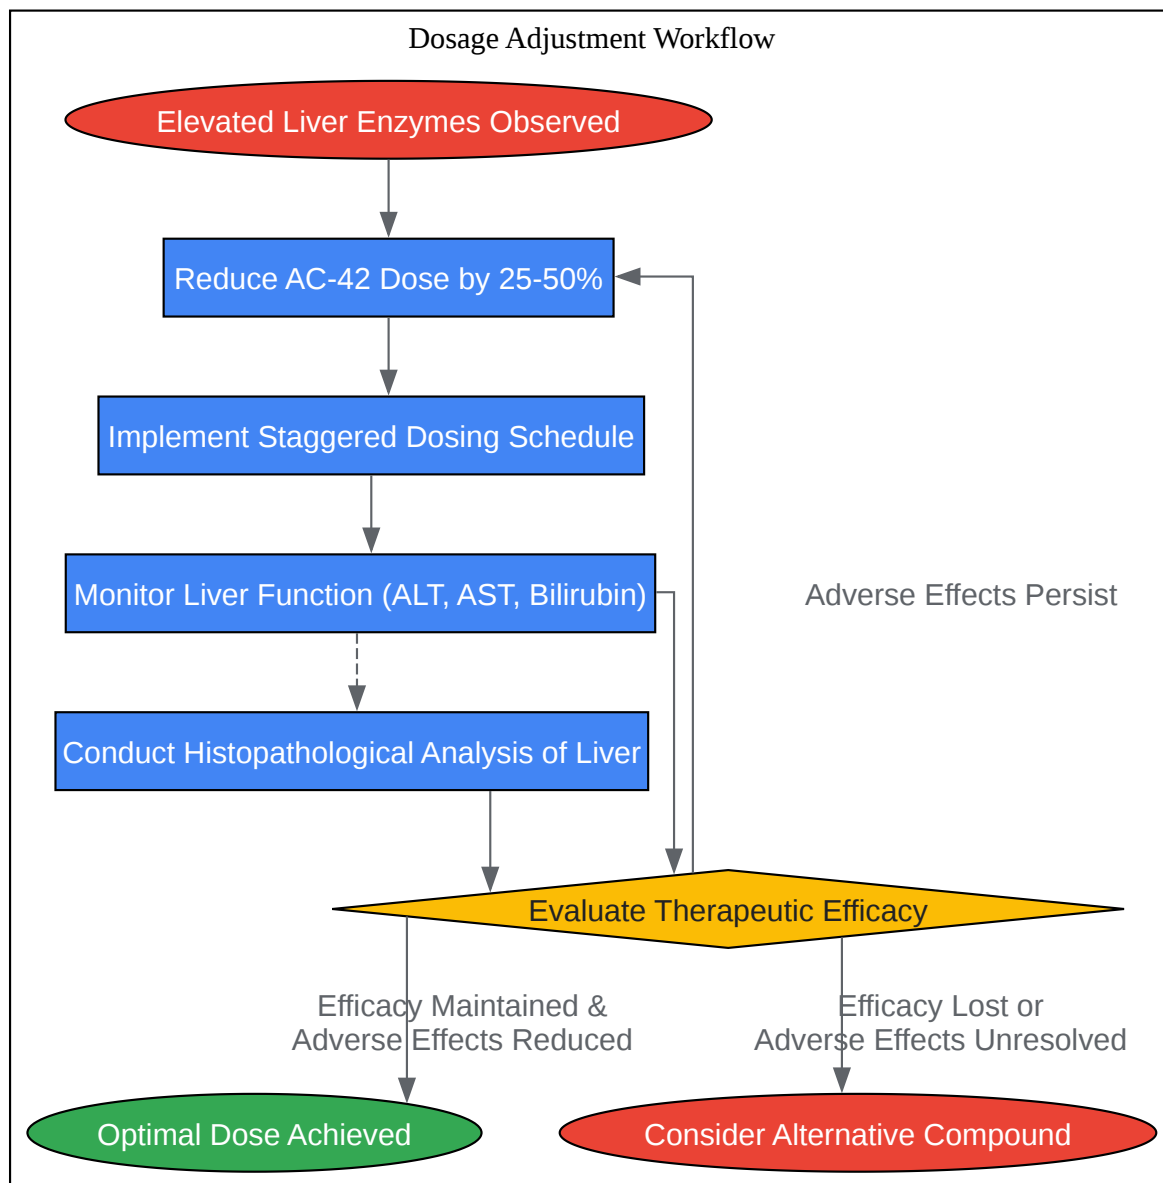 Dosage Adjustment Workflow
Elevated Liver Enzymes Observed
Reduce AC-42 Dose by 25-50%
Implement Staggered Dosing Schedule
Monitor Liver Function (ALT, AST, Bilirubin)
Adverse Effects Persist
Conduct Histopathological Analysis of Liver
Evaluate Therapeutic Efficacy
Efficacy Maintained &
Adverse Effects Reduced
Efficacy Lost or
Adverse Effects Unresolved
Optimal Dose Achieved
Consider Alternative Compound